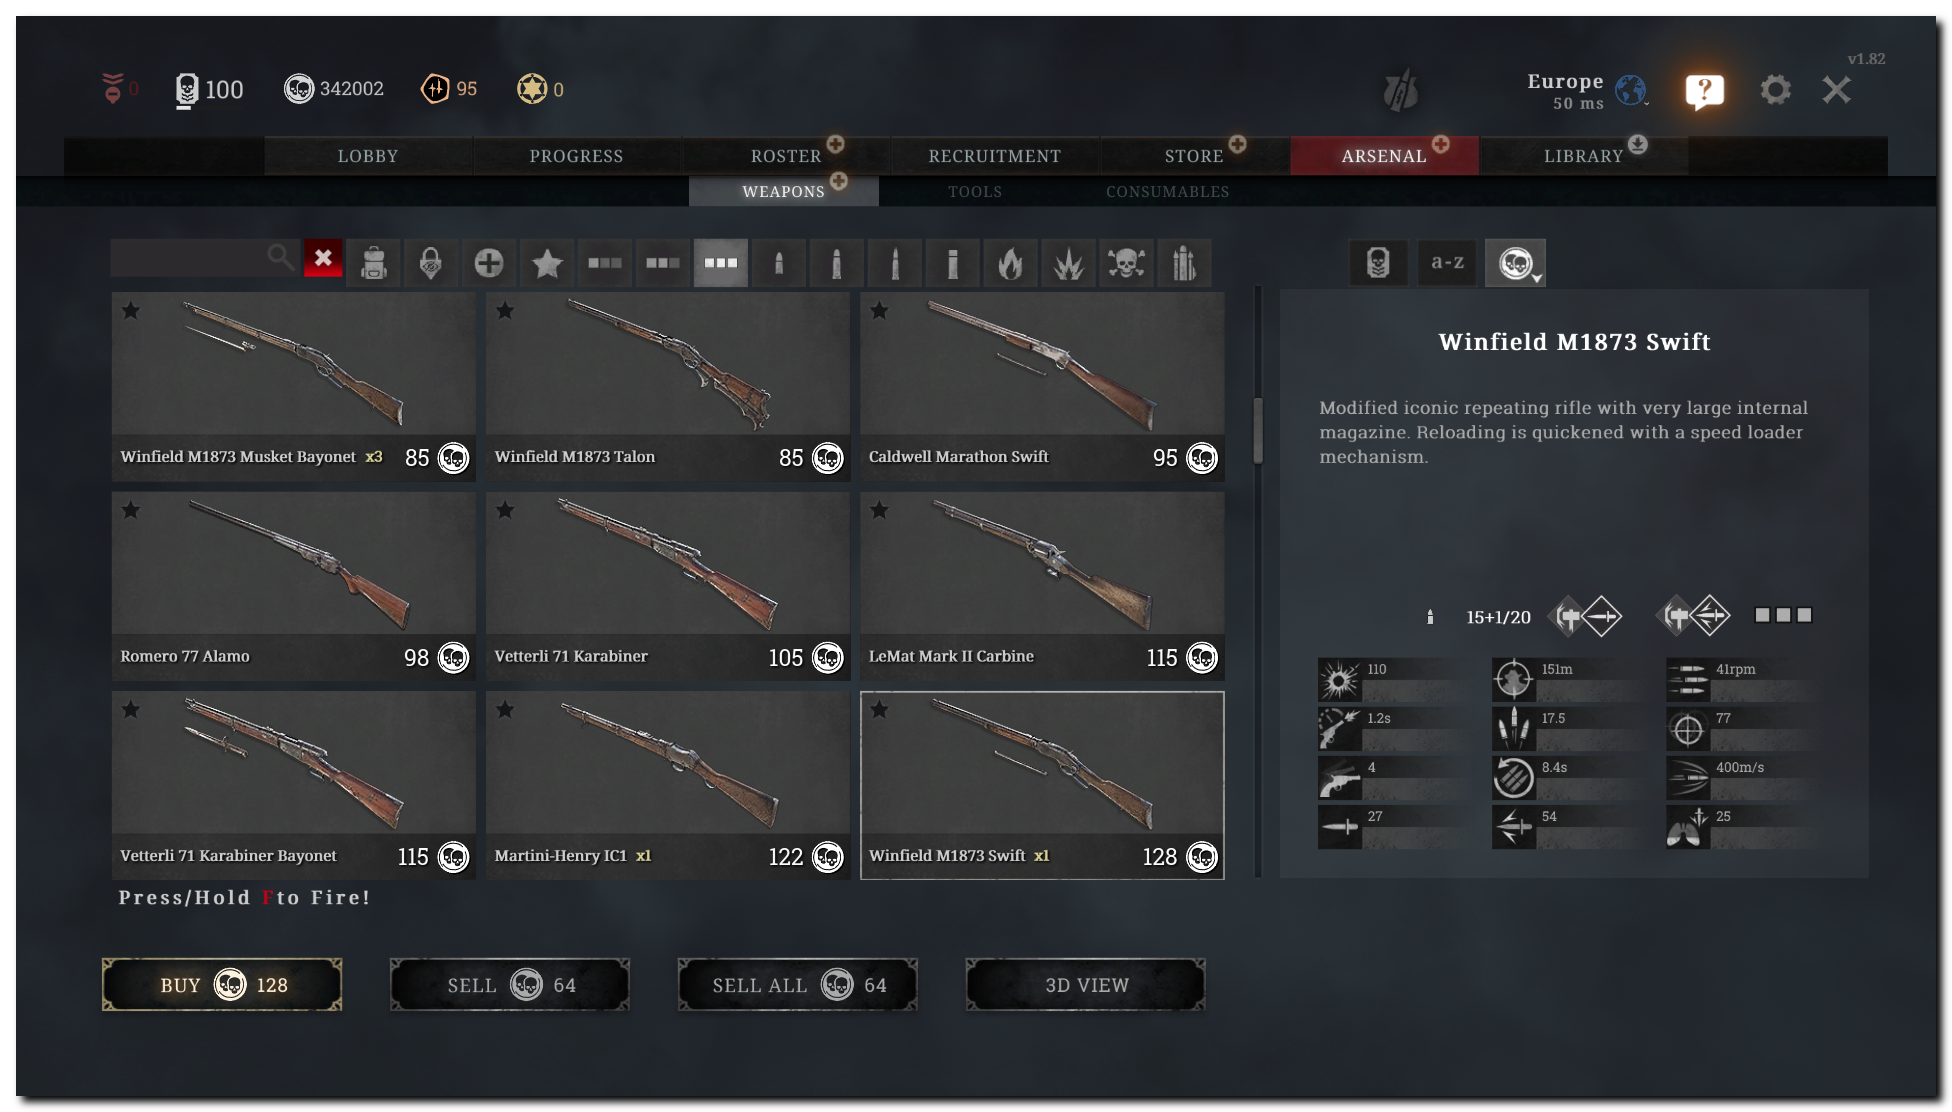 v1.82
0 100 342002 95 0 Europe
50 ms
?
LOBBY PROGRESS ROSTER RECRUITMENT STORE ARSENAL LIBRARY
WEAPONS TOOLS CONSUMABLES
a-z
Winfield M1873 Musket Bayonet x3 85
Winfield M1873 Talon 85
Caldwell Marathon Swift 95
Romero 77 Alamo 98
Vetterli 71 Karabiner 105
LeMat Mark II Carbine 115
Vetterli 71 Karabiner Bayonet 115
Martini-Henry IC1 x1 122
Winfield M1873 Swift x1 128
Press/Hold F to Fire!
BUY 128
SELL 64
SELL ALL 64
3D VIEW
Winfield M1873 Swift
Modified iconic repeating rifle with very large internal
magazine. Reloading is quickened with a speed loader
mechanism.
15+1/20
110 151m 41rpm
1.2s 17.5 77
4 8.4s 400m/s
27 54 25